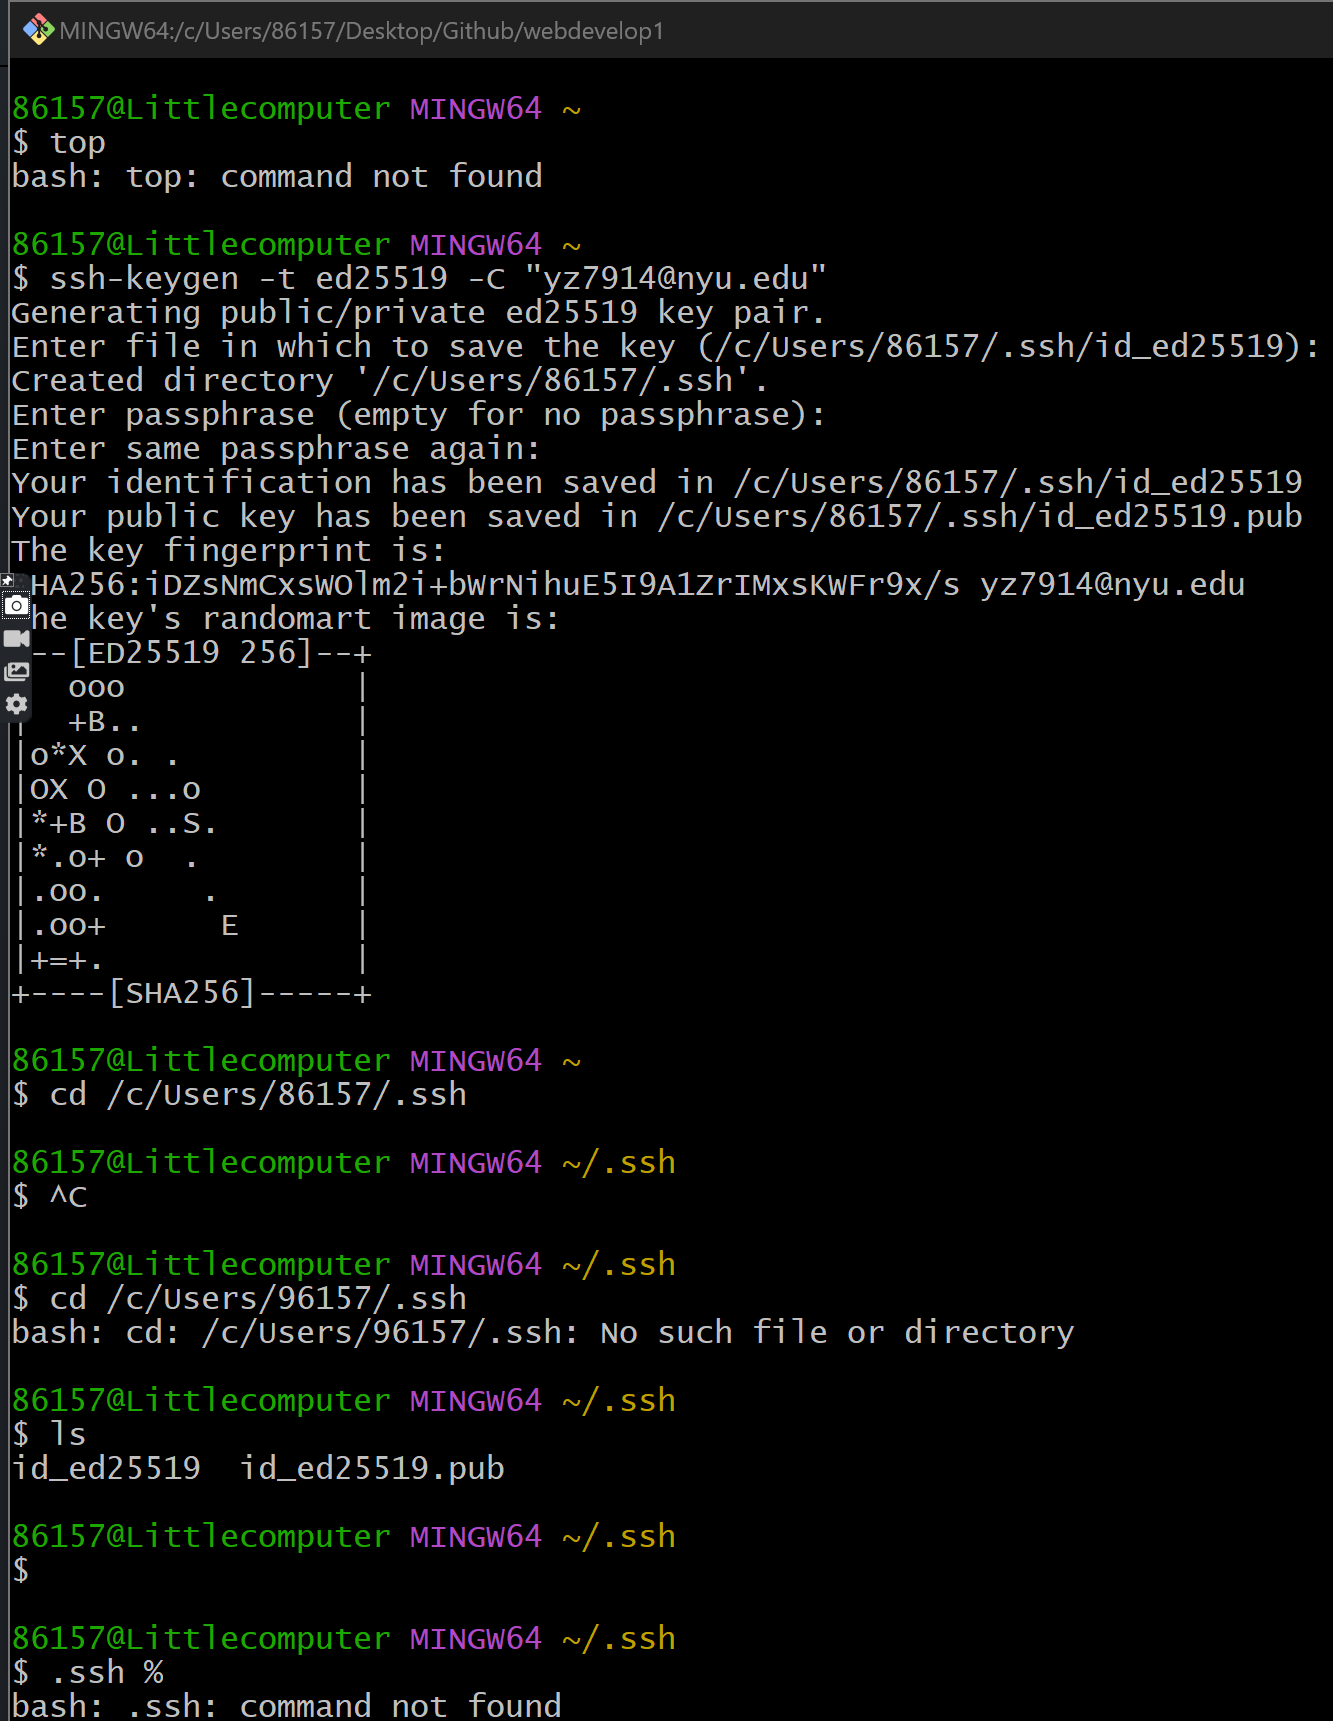 MINGW64:/c/Users/86157/Desktop/Github/webdevelop1
86157@Littlecomputer MINGW64 ~
$ top
bash: top: command not found
86157@Littlecomputer MINGW64 ~
$ ssh-keygen -t ed25519 -C "yz7914@nyu.edu"
Generating public/private ed25519 key pair.
Enter file in which to save the key (/c/Users/86157/.ssh/id_ed25519):
Created directory '/c/Users/86157/.ssh'.
Enter passphrase (empty for no passphrase):
Enter same passphrase again:
Your identification has been saved in /c/Users/86157/.ssh/id_ed25519
Your public key has been saved in /c/Users/86157/.ssh/id_ed25519.pub
The key fingerprint is:
HA256:iDZsNmCxsWOlm2i+bWrNihuE5I9A1ZrIMxsKWFr9x/s yz7914@nyu.edu
he key's randomart image is:
--[ED25519 256]--+
   ooo            |
|  +B..           |
|o*X o. .         |
|OX O ...o        |
|*+B O ..S.       |
|*.o+ o  .        |
|.oo.     .       |
|.oo+      E      |
|+=+.             |
+----[SHA256]-----+
86157@Littlecomputer MINGW64 ~
$ cd /c/Users/86157/.ssh
86157@Littlecomputer MINGW64 ~/.ssh
$ ^C
86157@Littlecomputer MINGW64 ~/.ssh
$ cd /c/Users/96157/.ssh
bash: cd: /c/Users/96157/.ssh: No such file or directory
86157@Littlecomputer MINGW64 ~/.ssh
$ ls
id_ed25519  id_ed25519.pub
86157@Littlecomputer MINGW64 ~/.ssh
$
86157@Littlecomputer MINGW64 ~/.ssh
$ .ssh %
bash: .ssh: command not found